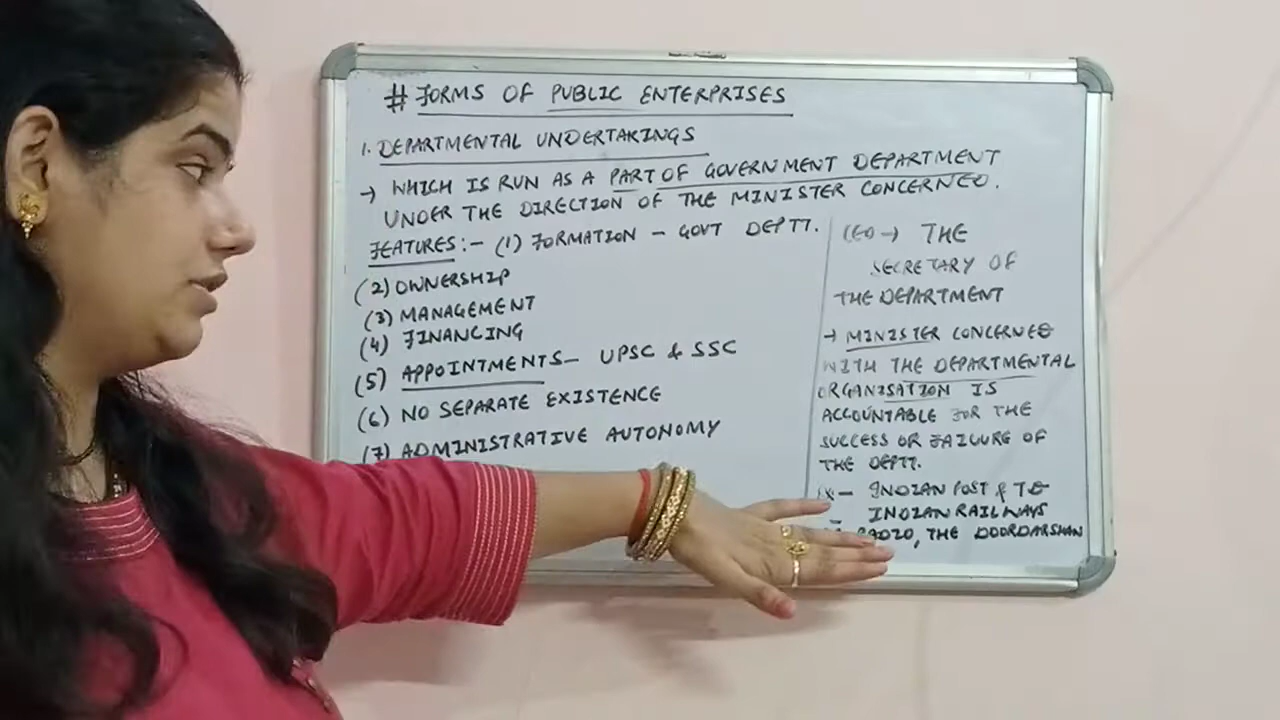 # FORMS OF PUBLIC ENTERPRISES
1. DEPARTMENTAL UNDERTAKINGS
→ WHICH IS RUN AS A PART OF GOVERNMENT DEPARTMENT
UNDER THE DIRECTION OF THE MINISTER CONCERNED.
FEATURES:- (1) FORMATION - GOVT DEPTT.
(2) OWNERSHIP
(3) MANAGEMENT
(4) FINANCING
(5) APPOINTMENTS- UPSC & SSC
(6) NO SEPARATE EXISTENCE
(7) ADMINISTRATIVE AUTONOMY
CEO → THE
SECRETARY OF
THE DEPARTMENT
→ MINISTER CONCERNED
WITH THE DEPARTMENTAL
ORGANISATION IS
ACCOUNTABLE FOR THE
SUCCESS OR FAILURE OF
THE DEPTT.
INDIAN POST &
INDIAN RAILWAYS
RADIO, THE DOORDARSHAN